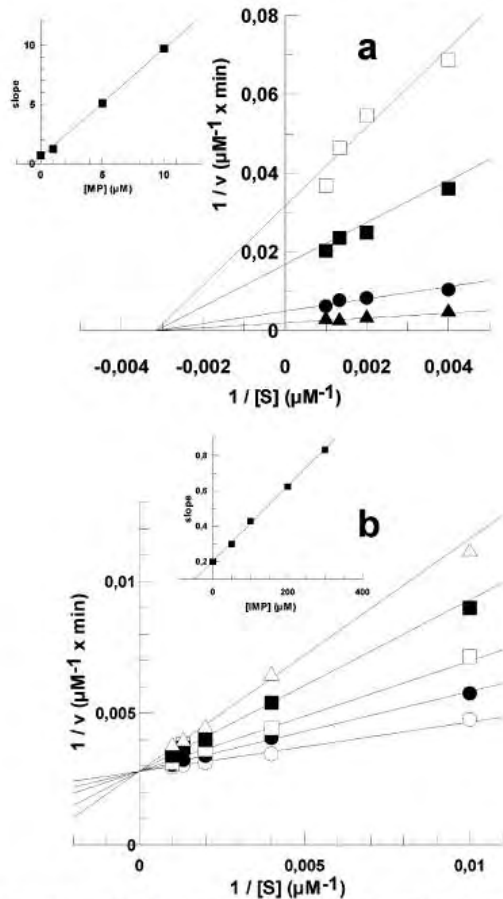 a
0,08
0,06
0,04
0,02
0
1 / v (µM⁻¹ x min)
-0,004 -0,002 0 0,002 0,004
1 / [S] (µM⁻¹)
10
5
0
slope
0 5 10
[MP] (µM)
b
0,8
0,6
0,4
0,2
slope
0 200 400
[IMP] (µM)
0,01
0,005
0
1 / v (µM⁻¹ x min)
0 0,005 0,01
1 / [S] (µM⁻¹)